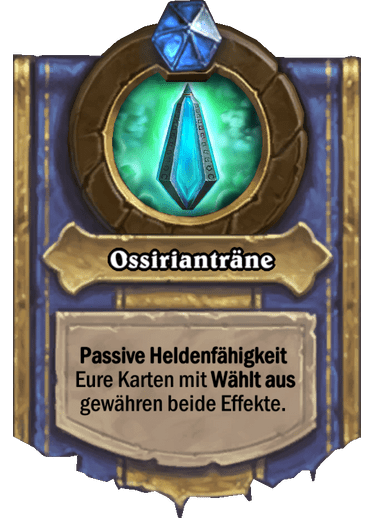 Ossirianträne
Passive Heldenfähigkeit
Eure Karten mit Wählt aus
gewähren beide Effekte.